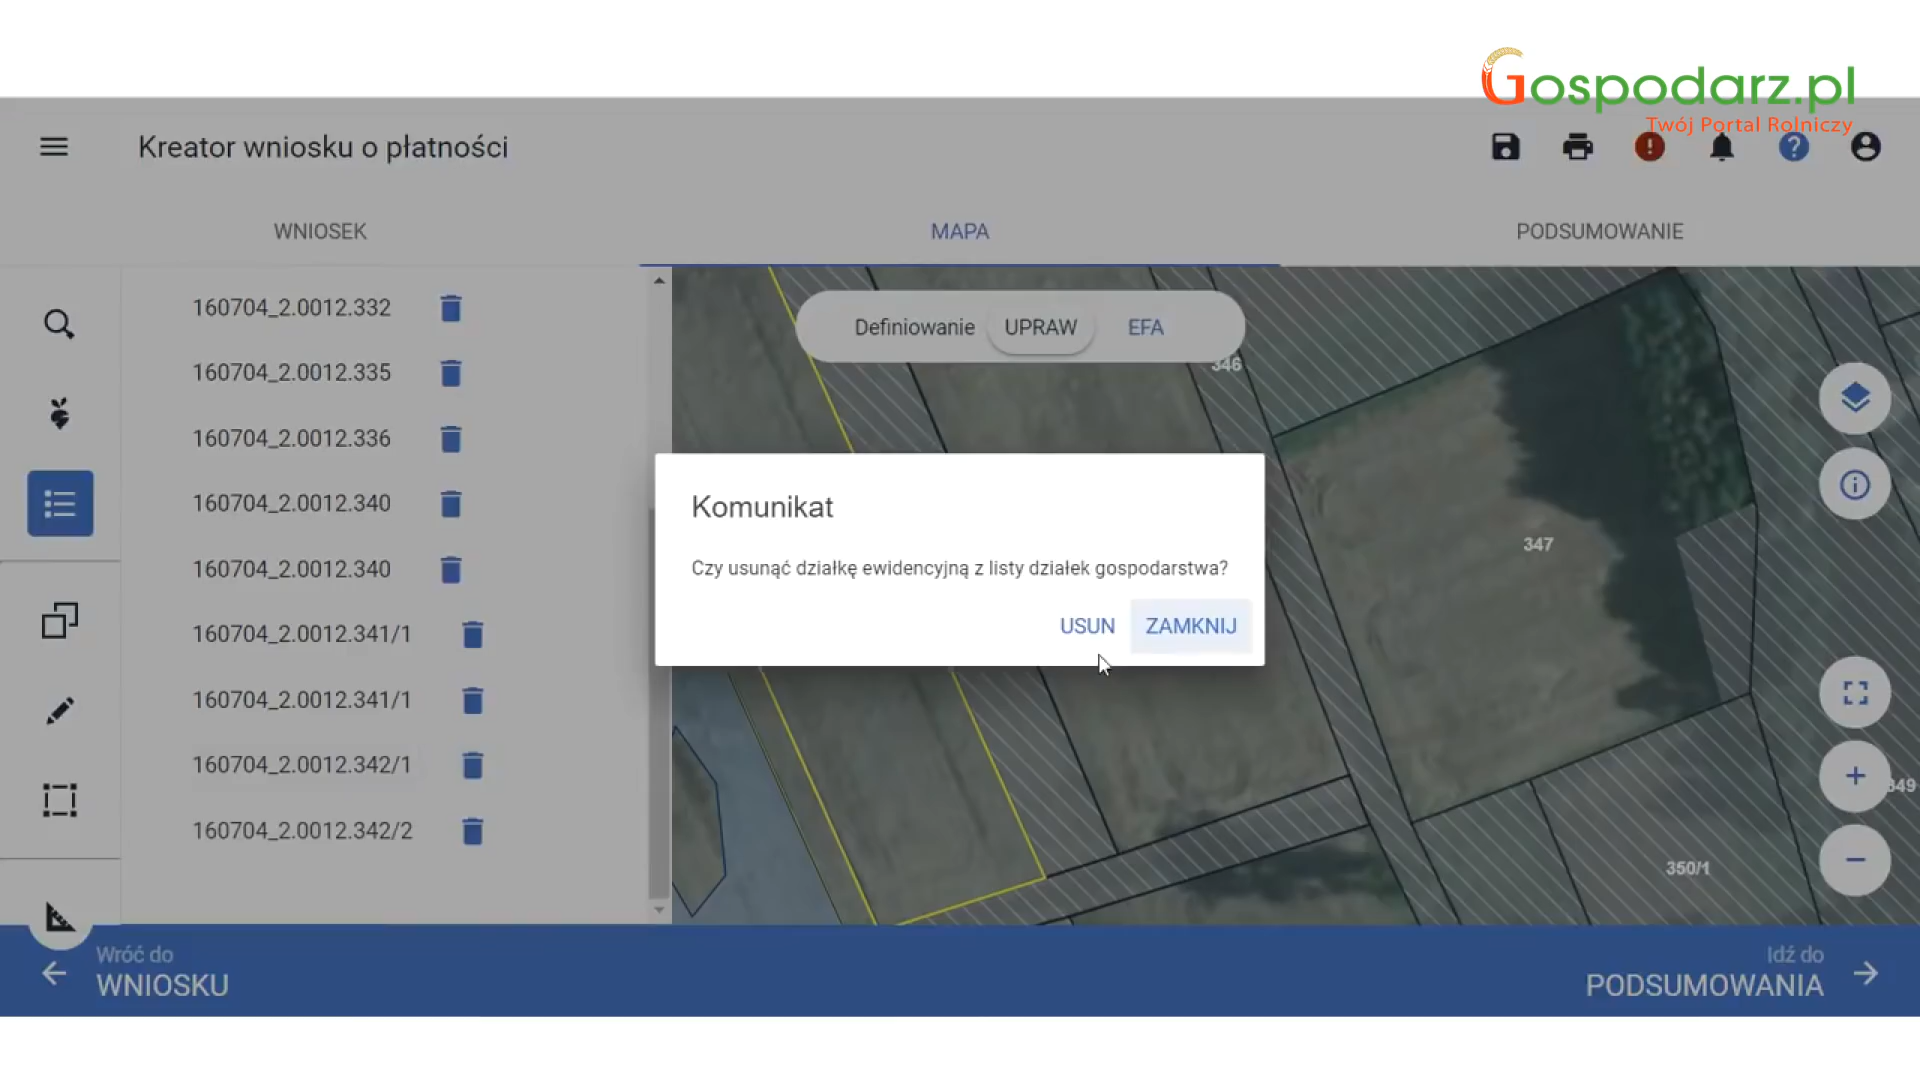 Gospodarz.pl
Twój Portal Rolniczy
Kreator wniosku o płatności
WNIOSEK
MAPA
PODSUMOWANIE
160704_2.0012.332
160704_2.0012.335
160704_2.0012.336
160704_2.0012.340
160704_2.0012.340
160704_2.0012.341/1
160704_2.0012.341/1
160704_2.0012.342/1
160704_2.0012.342/2
Definiowanie UPRAW EFA
346
347
349
350/1
Komunikat
Czy usunąć działkę ewidencyjną z listy działek gospodarstwa?
USUN ZAMKNIJ
Wróć do
WNIOSKU
Idź do
PODSUMOWANIA